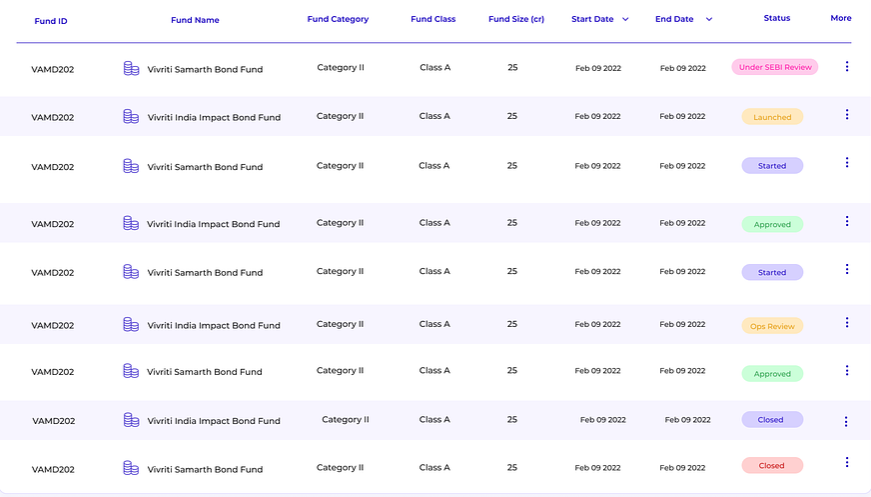 Fund ID Fund Name Fund Category Fund Class Fund Size (cr) Start Date End Date Status More
VAMD202 Vivriti Samarth Bond Fund Category II Class A 25 Feb 09 2022 Feb 09 2022 Under SEBI Review
VAMD202 Vivriti India Impact Bond Fund Category II Class A 25 Feb 09 2022 Feb 09 2022 Launched
VAMD202 Vivriti Samarth Bond Fund Category II Class A 25 Feb 09 2022 Feb 09 2022 Started
VAMD202 Vivriti India Impact Bond Fund Category II Class A 25 Feb 09 2022 Feb 09 2022 Approved
VAMD202 Vivriti Samarth Bond Fund Category II Class A 25 Feb 09 2022 Feb 09 2022 Started
VAMD202 Vivriti India Impact Bond Fund Category II Class A 25 Feb 09 2022 Feb 09 2022 Ops Review
VAMD202 Vivriti Samarth Bond Fund Category II Class A 25 Feb 09 2022 Feb 09 2022 Approved
VAMD202 Vivriti India Impact Bond Fund Category II Class A 25 Feb 09 2022 Feb 09 2022 Closed
VAMD202 Vivriti Samarth Bond Fund Category II Class A 25 Feb 09 2022 Feb 09 2022 Closed